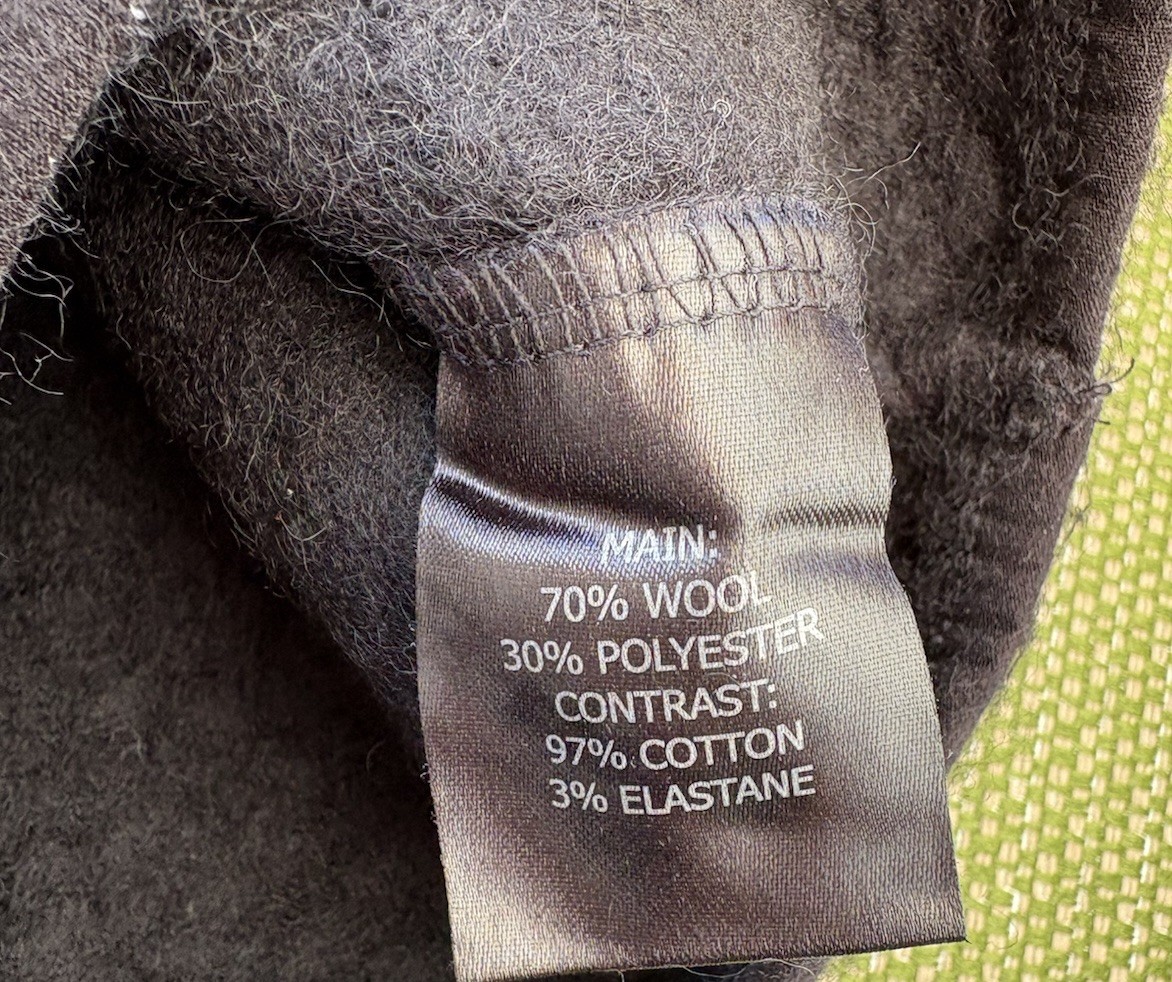 MAIN:
70% WOOL
30% POLYESTER
CONTRAST:
97% COTTON
3% ELASTANE